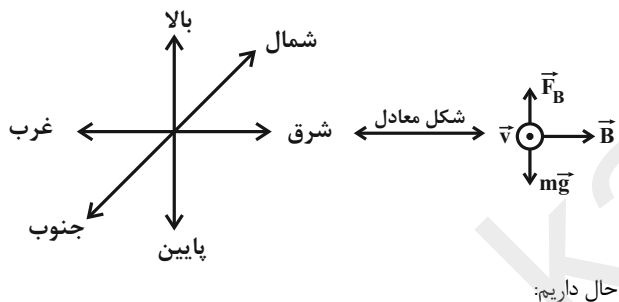 بالا
شمال
غرب
شرق
شکل معادل
جنوب
پایین
F_B
v
B
mg
حال داریم: